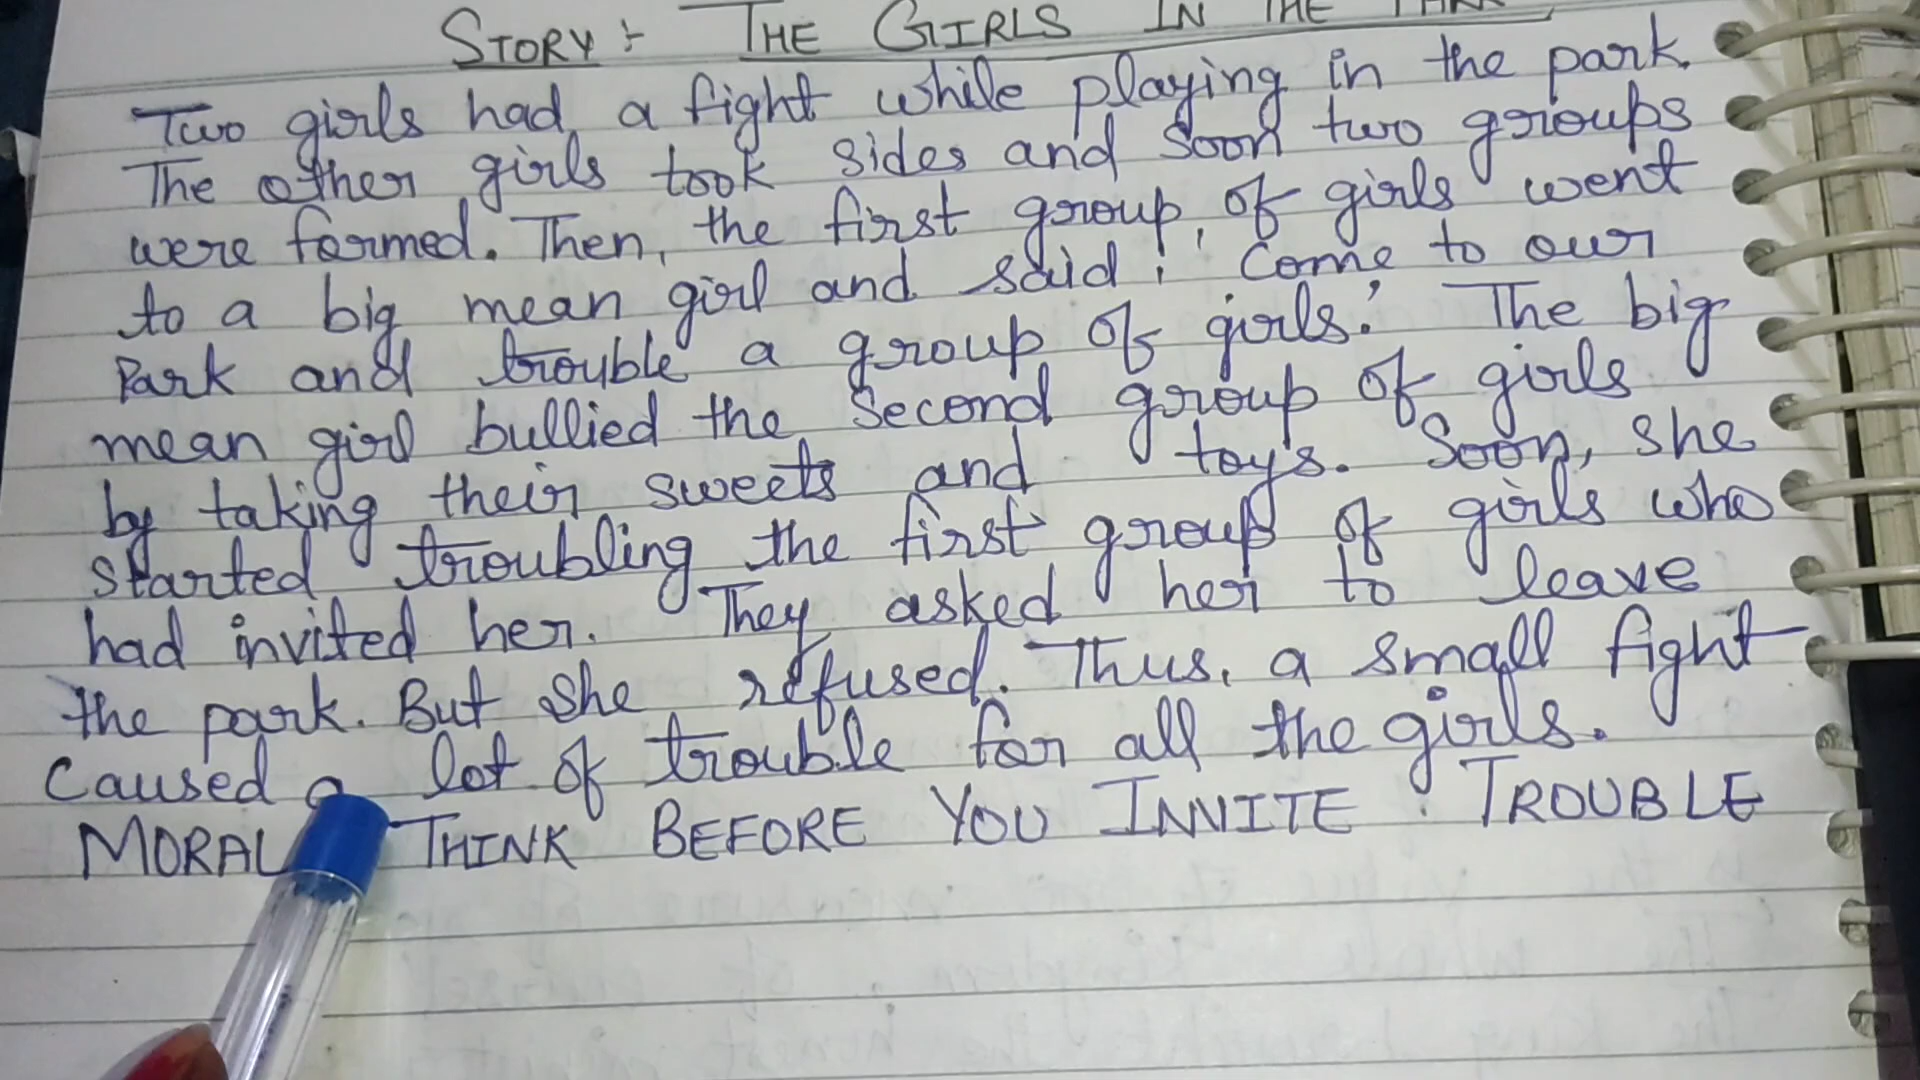 STORY :- THE GIRLS IN THE PARK
Two girls had a fight while playing in the park.
The other girls took sides and soon two groups
were formed. Then, the first group of girls went
to a big mean girl and said: 'Come to our
Park and trouble a group of girls.' The big
mean girl bullied the second group of girls
by taking their sweets and toys. Soon, she
started troubling the first group of girls who
had invited her. They asked her to leave
the park. But she refused. Thus, a small fight
caused a lot of trouble for all the girls.
MORAL THINK BEFORE YOU INVITE TROUBLE